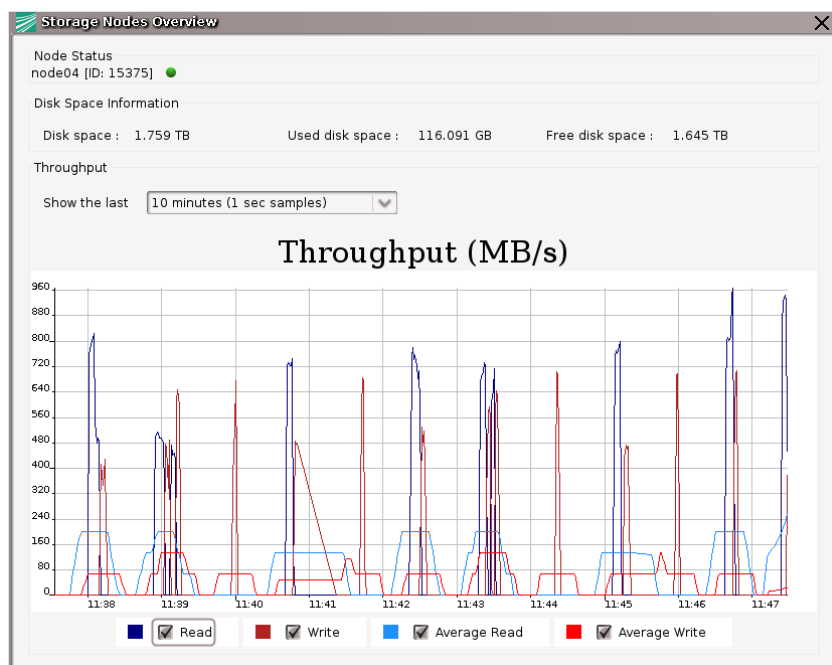 Storage Nodes Overview
Node Status
node04 [ID: 15375]
Disk Space Information
Disk space : 1.759 TB Used disk space : 116.091 GB Free disk space : 1.645 TB
Throughput
Show the last 10 minutes (1 sec samples)
Throughput (MB/s)
960
880
800
720
640
560
480
400
320
240
160
80
0
11:38 11:39 11:40 11:41 11:42 11:43 11:44 11:45 11:46 11:47
Read Write Average Read Average Write